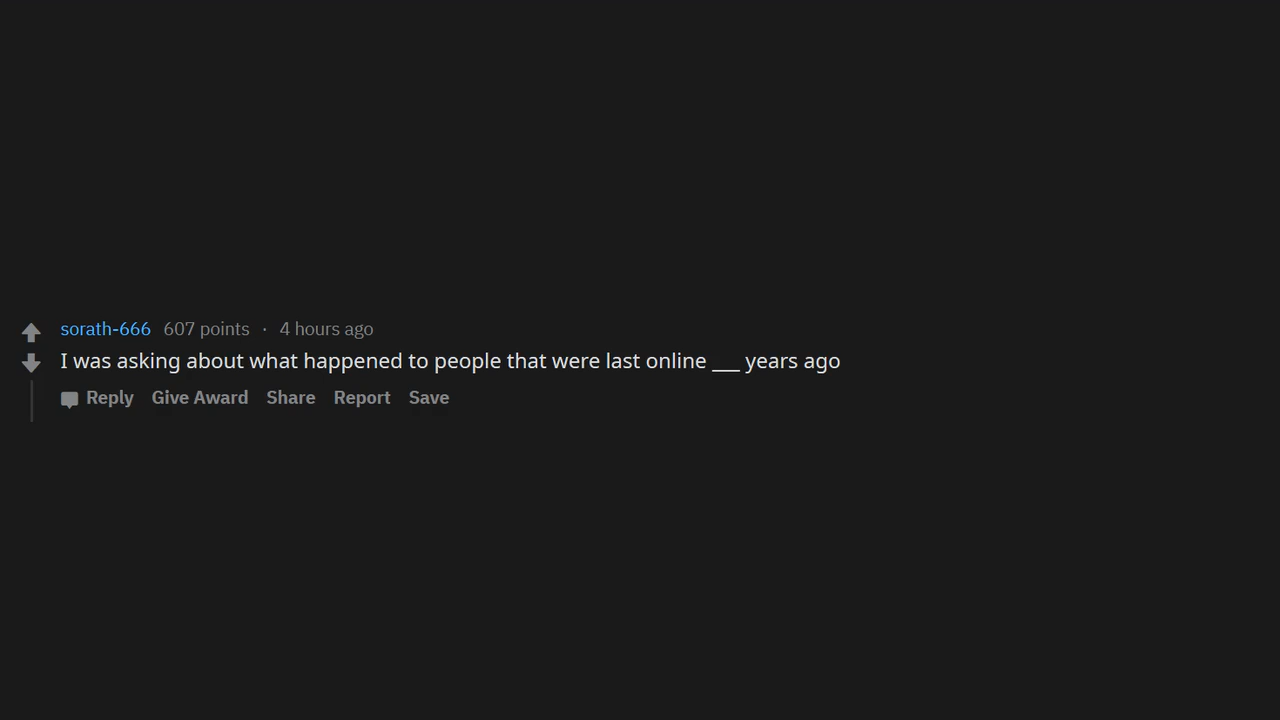 sorath-666 607 points · 4 hours ago
I was asking about what happened to people that were last online ___ years ago
Reply Give Award Share Report Save